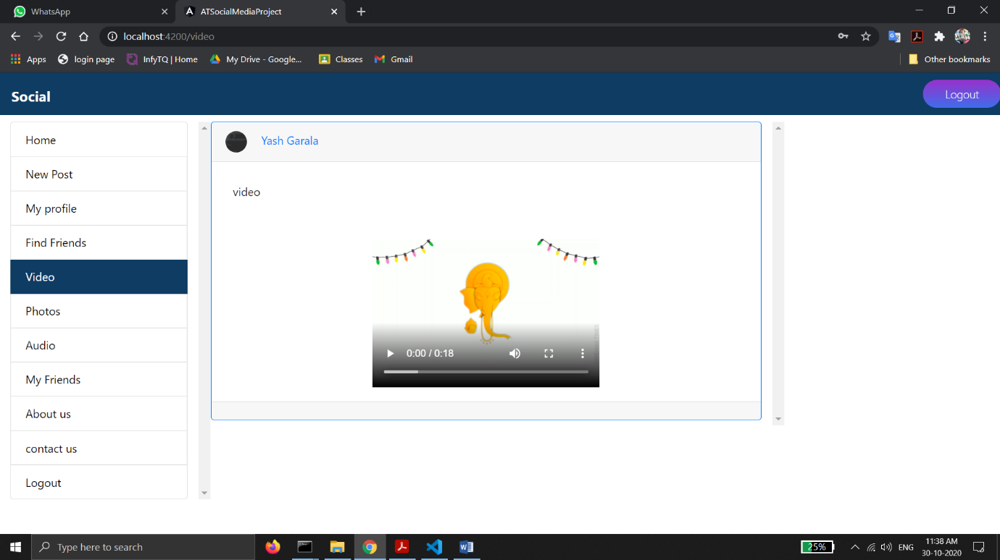 WhatsApp
ATSocialMediaProject
localhost:4200/video
Apps login page InfyTQ | Home My Drive - Google... Classes Gmail Other bookmarks
Social
Logout
Home
New Post
My profile
Find Friends
Video
Photos
Audio
My Friends
About us
contact us
Logout
Yash Garala
video
0:00 / 0:18
Type here to search
25%
ENG
11:38 AM
30-10-2020